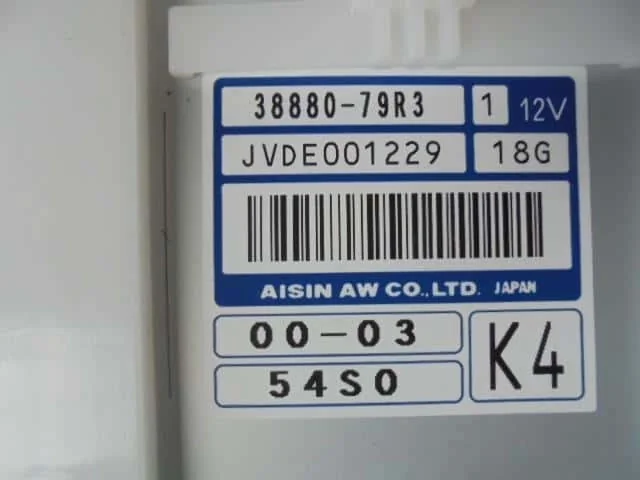 38880-79R3 1 12V
JVDE001229 18G
AISIN AW CO.,LTD. JAPAN
00-03
54S0
K4